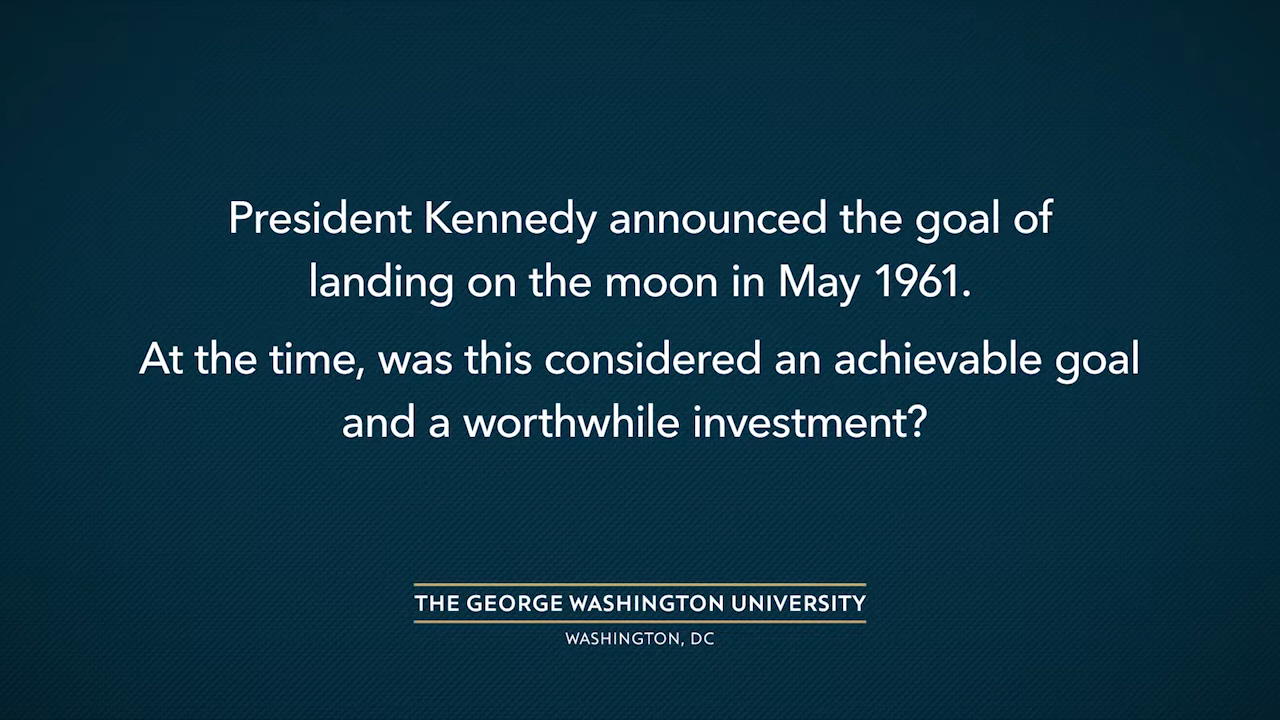 President Kennedy announced the goal of
landing on the moon in May 1961.
At the time, was this considered an achievable goal
and a worthwhile investment?
THE GEORGE WASHINGTON UNIVERSITY
WASHINGTON, DC